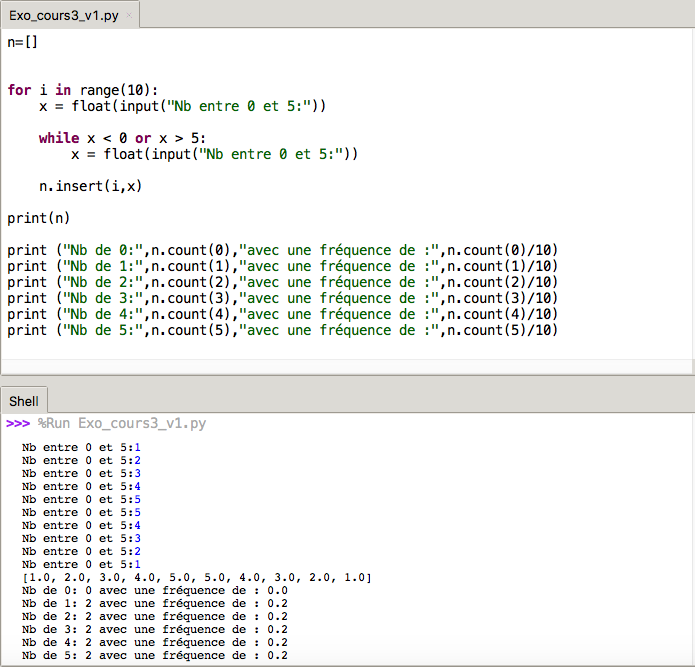 Exo_cours3_v1.py ×
n=[]
for i in range(10):
x = float(input("Nb entre 0 et 5:"))
while x < 0 or x > 5:
x = float(input("Nb entre 0 et 5:"))
n.insert(i,x)
print(n)
print ("Nb de 0:",n.count(0),"avec une fréquence de :",n.count(0)/10)
print ("Nb de 1:",n.count(1),"avec une fréquence de :",n.count(1)/10)
print ("Nb de 2:",n.count(2),"avec une fréquence de :",n.count(2)/10)
print ("Nb de 3:",n.count(3),"avec une fréquence de :",n.count(3)/10)
print ("Nb de 4:",n.count(4),"avec une fréquence de :",n.count(4)/10)
print ("Nb de 5:",n.count(5),"avec une fréquence de :",n.count(5)/10)
Shell
>>> %Run Exo_cours3_v1.py
Nb entre 0 et 5:1
Nb entre 0 et 5:2
Nb entre 0 et 5:3
Nb entre 0 et 5:4
Nb entre 0 et 5:5
Nb entre 0 et 5:5
Nb entre 0 et 5:4
Nb entre 0 et 5:3
Nb entre 0 et 5:2
Nb entre 0 et 5:1
[1.0, 2.0, 3.0, 4.0, 5.0, 5.0, 4.0, 3.0, 2.0, 1.0]
Nb de 0: 0 avec une fréquence de : 0.0
Nb de 1: 2 avec une fréquence de : 0.2
Nb de 2: 2 avec une fréquence de : 0.2
Nb de 3: 2 avec une fréquence de : 0.2
Nb de 4: 2 avec une fréquence de : 0.2
Nb de 5: 2 avec une fréquence de : 0.2